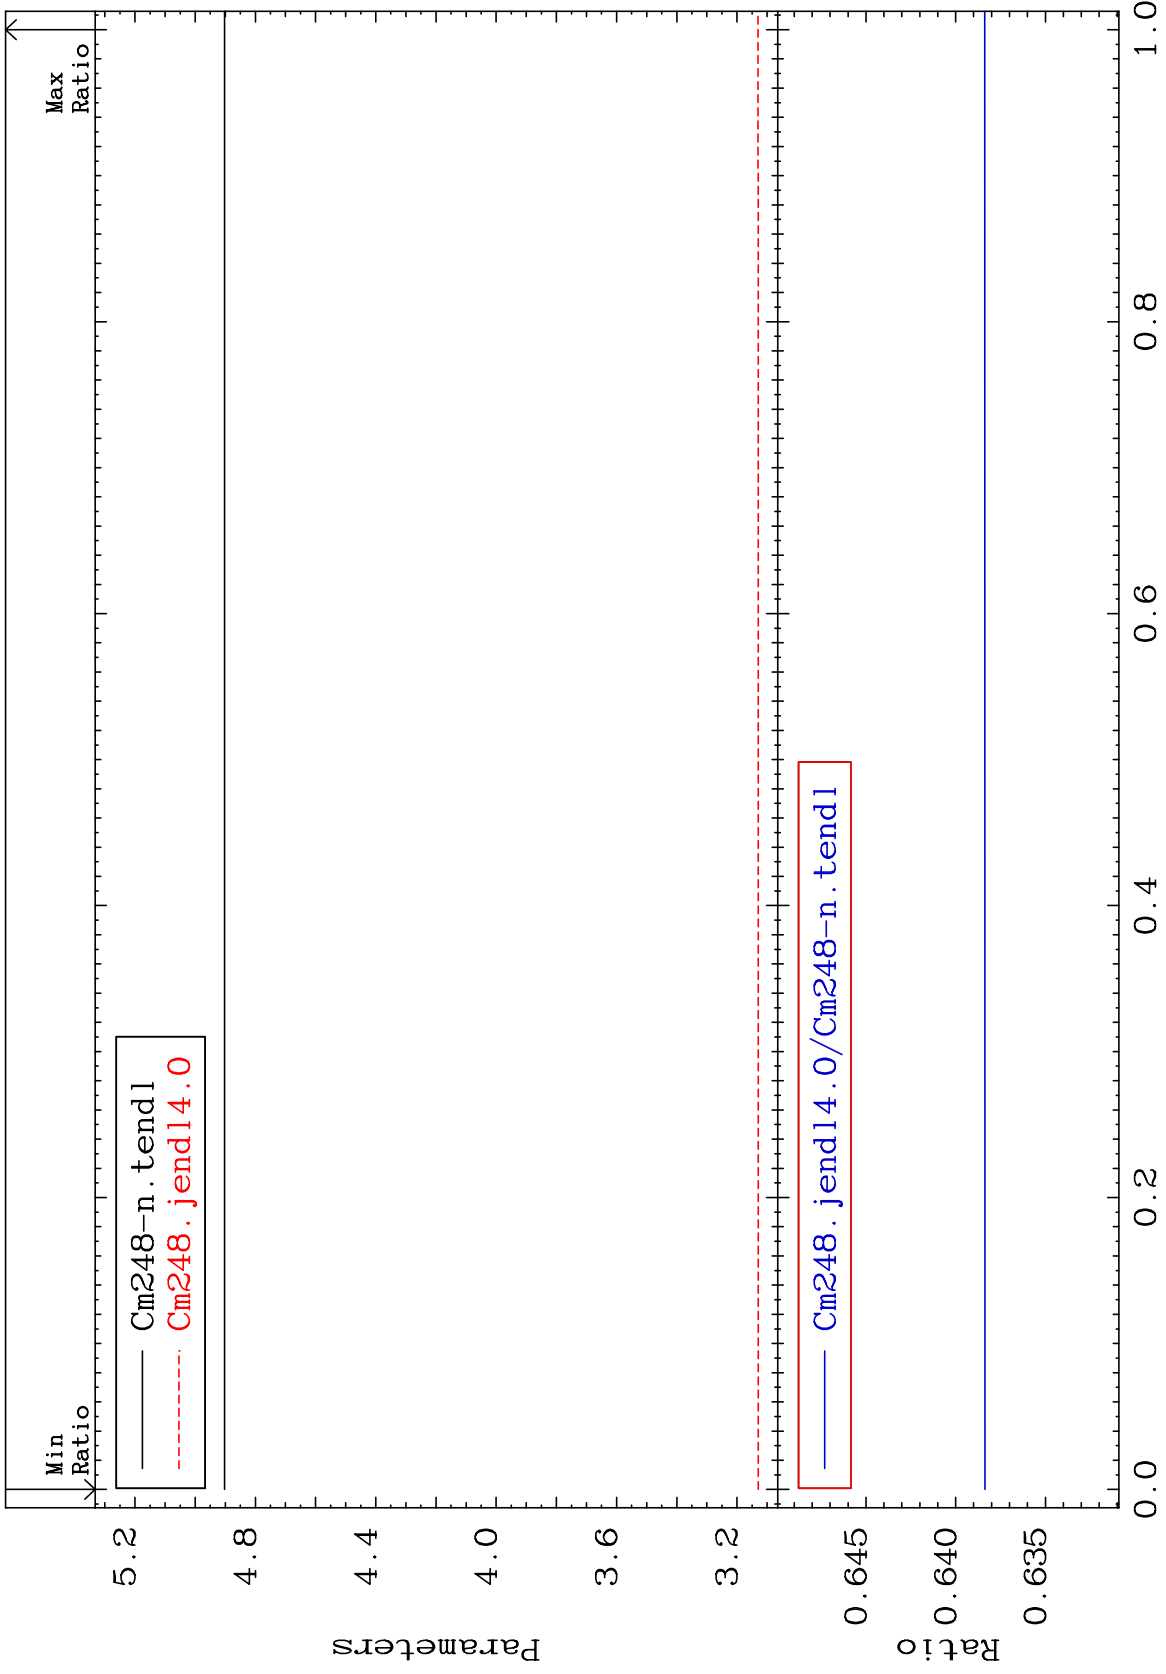 Min
Ratio
Max
Ratio
Cm248-n.tendl
Cm248.jendl4.0
5.2
4.8
4.4
4.0
3.6
3.2
Parameters
Cm248.jendl4.0/Cm248-n.tendl
0.645
0.640
0.635
Ratio
0.0 0.2 0.4 0.6 0.8 1.0